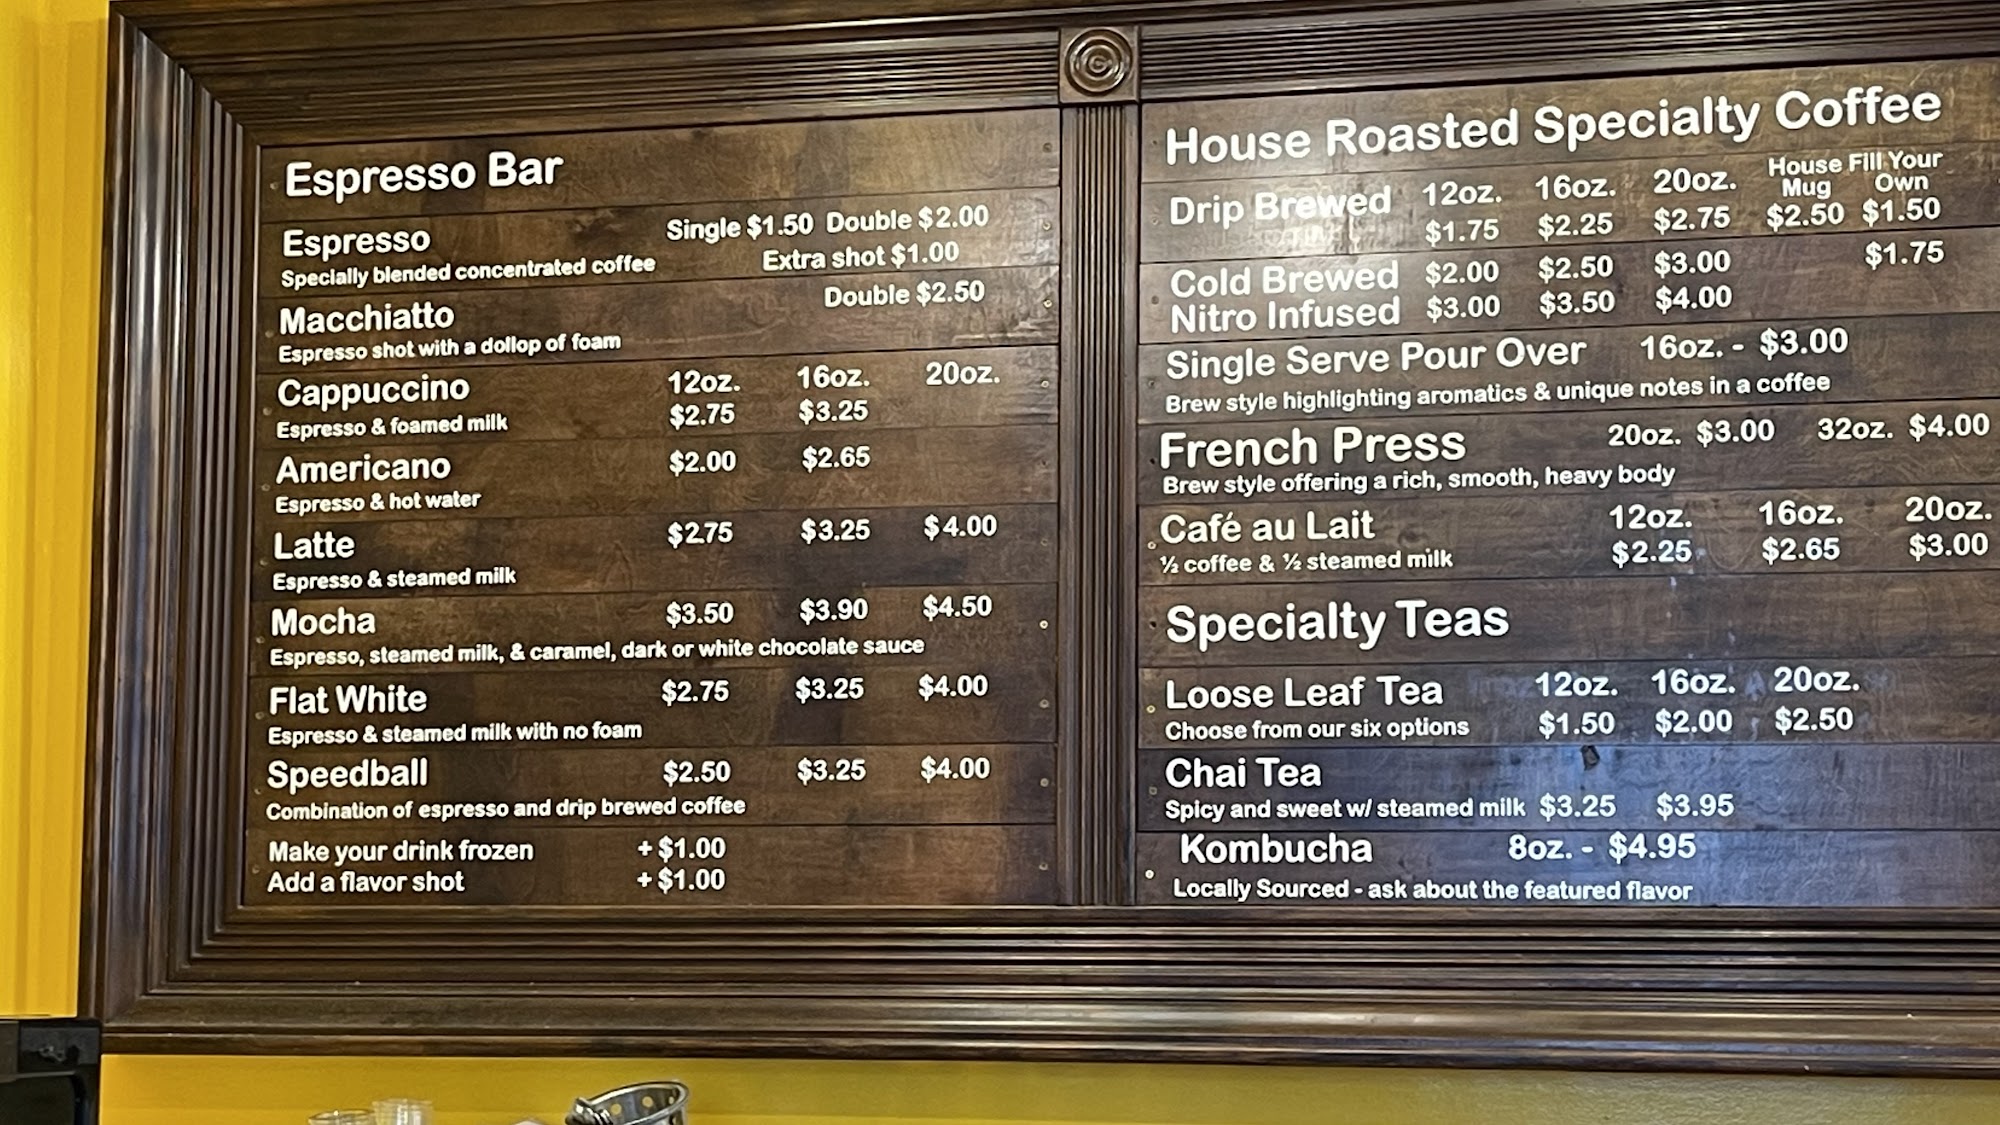 Espresso Bar
Espresso Single $1.50 Double $2.00
Specially blended concentrated coffee Extra shot $1.00
Macchiatto Double $2.50
Espresso shot with a dollop of foam
Cappuccino 12oz. 16oz. 20oz.
Espresso & foamed milk $2.75 $3.25
Americano $2.00 $2.65
Espresso & hot water
Latte $2.75 $3.25 $4.00
Espresso & steamed milk
Mocha $3.50 $3.90 $4.50
Espresso, steamed milk, & caramel, dark or white chocolate sauce
Flat White $2.75 $3.25 $4.00
Espresso & steamed milk with no foam
Speedball $2.50 $3.25 $4.00
Combination of espresso and drip brewed coffee
Make your drink frozen + $1.00
Add a flavor shot + $1.00
House Roasted Specialty Coffee
House Fill Your
Drip Brewed 12oz. 16oz. 20oz. Mug Own
$1.75 $2.25 $2.75 $2.50 $1.50
Cold Brewed $2.00 $2.50 $3.00 $1.75
Nitro Infused $3.00 $3.50 $4.00
Single Serve Pour Over 16oz. - $3.00
Brew style highlighting aromatics & unique notes in a coffee
French Press 20oz. $3.00 32oz. $4.00
Brew style offering a rich, smooth, heavy body
Café au Lait 12oz. 16oz. 20oz.
½ coffee & ½ steamed milk $2.25 $2.65 $3.00
Specialty Teas
Loose Leaf Tea 12oz. 16oz. 20oz.
Choose from our six options $1.50 $2.00 $2.50
Chai Tea
Spicy and sweet w/ steamed milk $3.25 $3.95
Kombucha 8oz. - $4.95
Locally Sourced - ask about the featured flavor